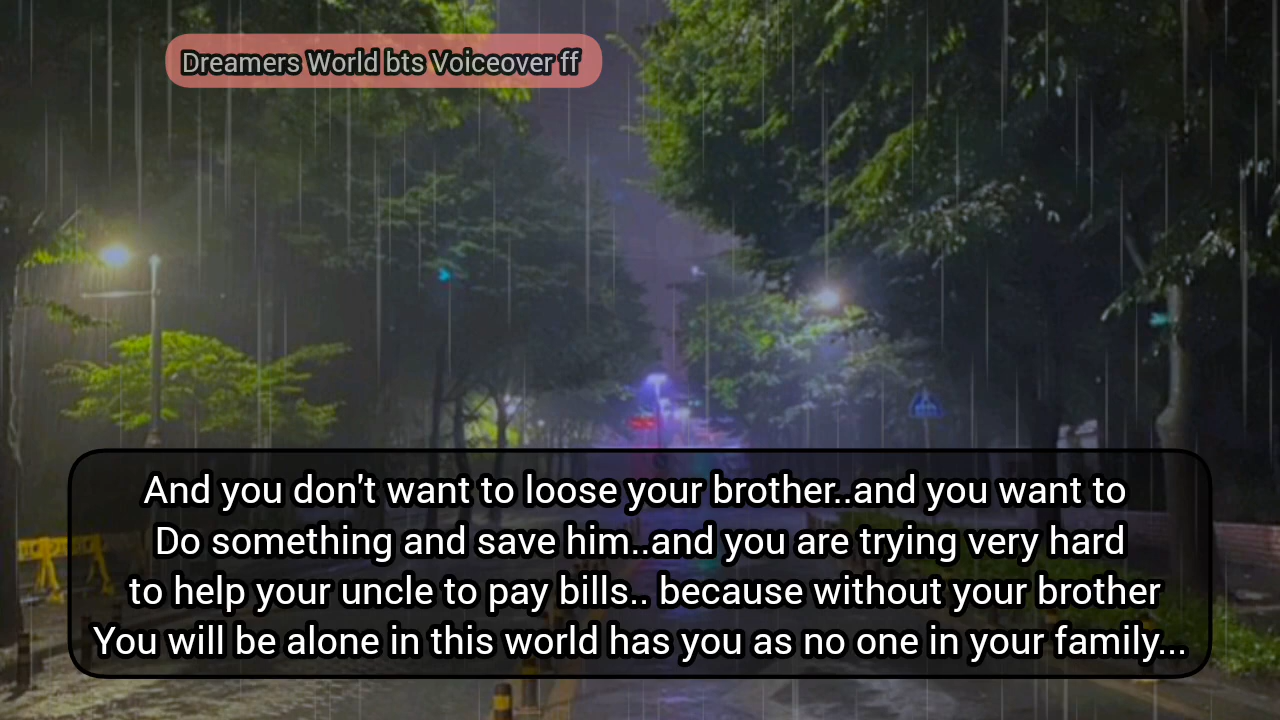 Dreamers World bts Voiceover ff
And you don't want to loose your brother..and you want to
Do something and save him..and you are trying very hard
to help your uncle to pay bills.. because without your brother
You will be alone in this world has you as no one in your family...